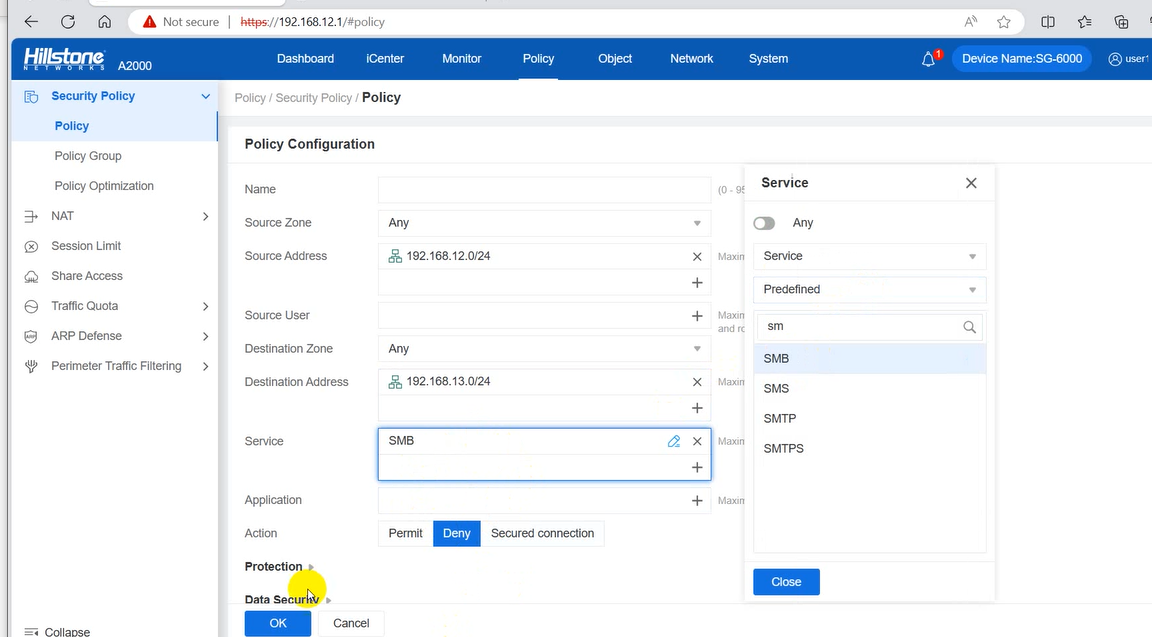 Not secure
https://192.168.12.1/#policy
Hillstone
NETWORKS
A2000
Dashboard
iCenter
Monitor
Policy
Object
Network
System
1
Device Name:SG-6000
user1
Security Policy
Policy
Policy Group
Policy Optimization
NAT
Session Limit
Share Access
Traffic Quota
ARP Defense
Perimeter Traffic Filtering
Collapse
Policy / Security Policy / Policy
Policy Configuration
Name
(0 - 95
Source Zone
Any
Source Address
192.168.12.0/24
Maxim
Source User
Maxim
and ro
Destination Zone
Any
Destination Address
192.168.13.0/24
Maxim
Service
SMB
Maxim
Application
Maxim
Action
Permit
Deny
Secured connection
Protection
Data Security
OK
Cancel
Service
Any
Service
Predefined
sm
SMB
SMS
SMTP
SMTPS
Close